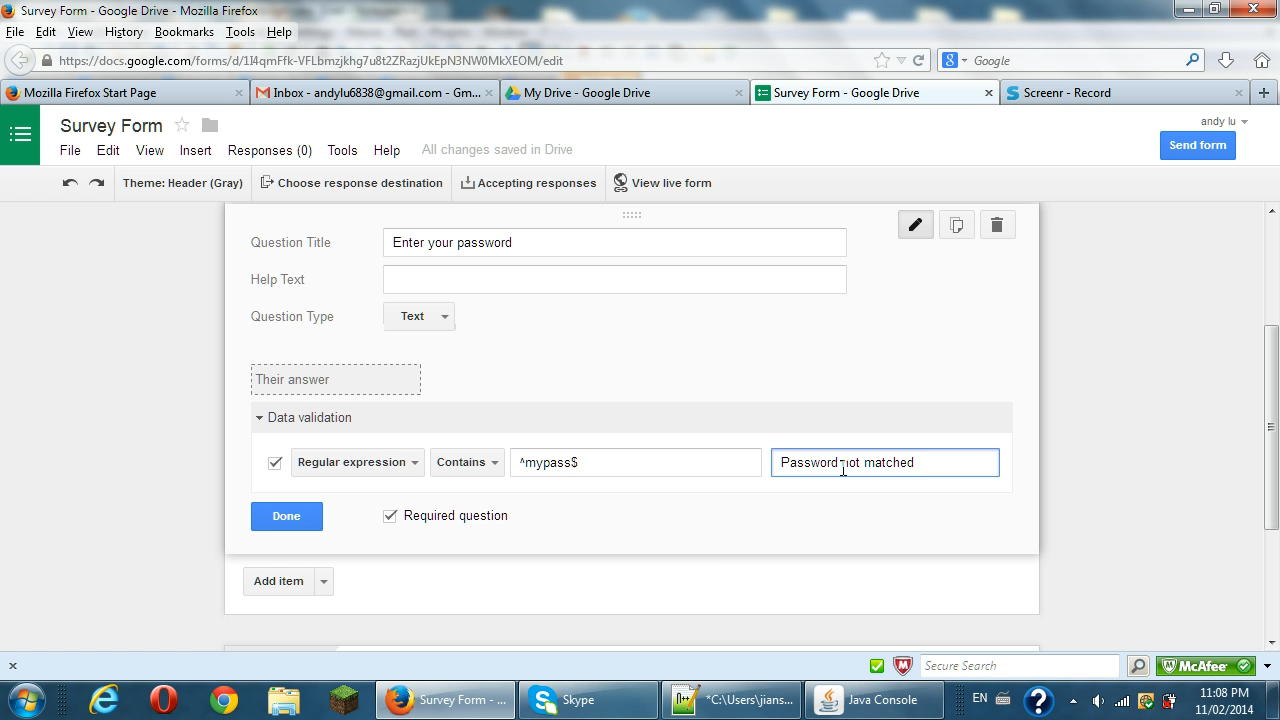 Survey Form - Google Drive - Mozilla Firefox
File Edit View History Bookmarks Tools Help
https://docs.google.com/forms/d/1l4qmFfk-VFLbmzjkhg7u8t2ZRazJUkEpN3NW0MkXEOM/edit
Google
Mozilla Firefox Start Page
Inbox - andylu6838@gmail.com - Gm...
My Drive - Google Drive
Survey Form - Google Drive
Screenr - Record
Survey Form
andy lu
File Edit View Insert Responses (0) Tools Help All changes saved in Drive
Send form
Theme: Header (Gray) Choose response destination Accepting responses View live form
Question Title Enter your password
Help Text
Question Type Text
Their answer
Data validation
Regular expression Contains ^mypass$ Password not matched
Done Required question
Add item
Secure Search McAfee
Survey Form - ... Skype *C:\Users\jians... Java Console EN 11:08 PM
11/02/2014